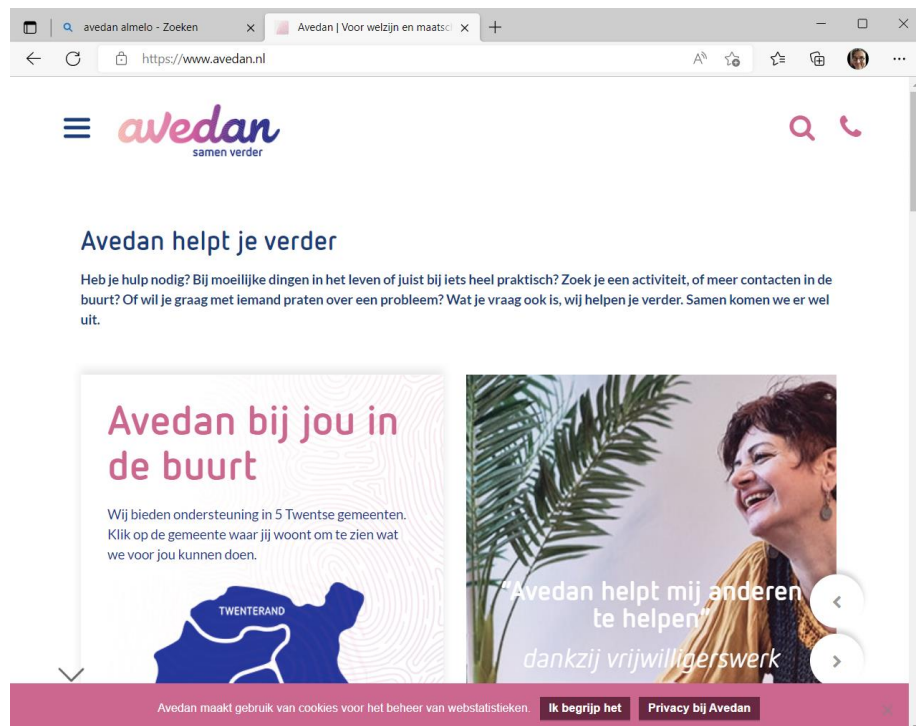 avedan almelo - Zoeken
Avedan | Voor welzijn en maatsc
https://www.avedan.nl
avedan
samen verder
Avedan helpt je verder
Heb je hulp nodig? Bij moeilijke dingen in het leven of juist bij iets heel praktisch? Zoek je een activiteit, of meer contacten in de
buurt? Of wil je graag met iemand praten over een probleem? Wat je vraag ook is, wij helpen je verder. Samen komen we er wel
uit.
Avedan bij jou in
de buurt
Wij bieden ondersteuning in 5 Twentse gemeenten.
Klik op de gemeente waar jij woont om te zien wat
we voor jou kunnen doen.
TWENTERAND
"Avedan helpt mij anderen
te helpen"
dankzij vrijwilligerswerk
Avedan maakt gebruik van cookies voor het beheer van webstatistieken. Ik begrijp het Privacy bij Avedan